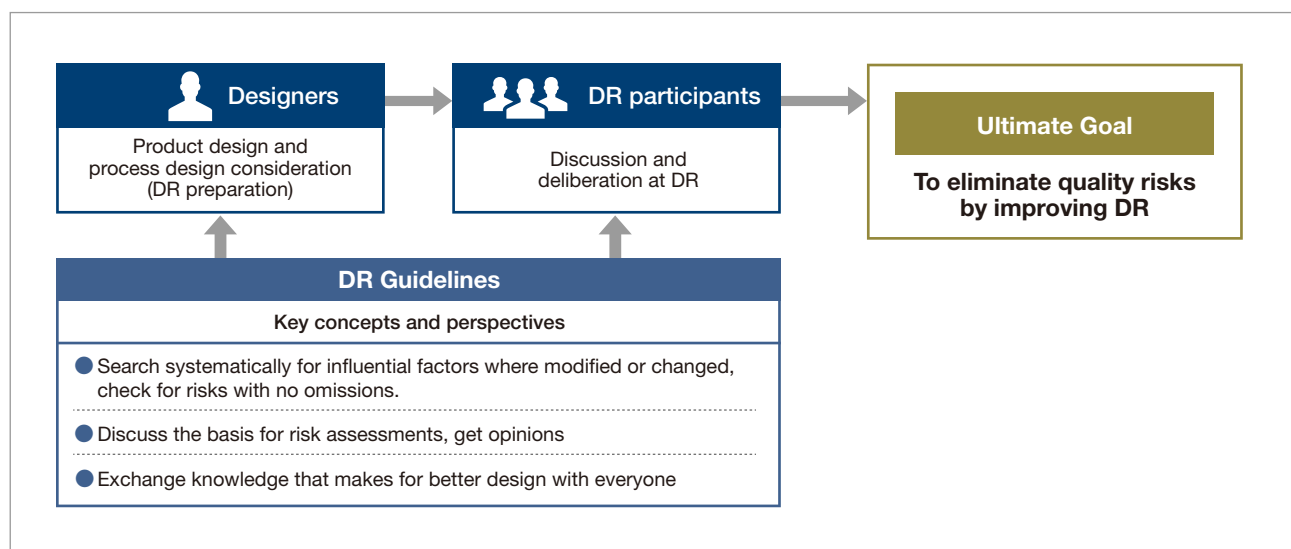 Designers
Product design and
process design consideration
(DR preparation)
DR participants
Discussion and
deliberation at DR
Ultimate Goal
To eliminate quality risks
by improving DR
DR Guidelines
Key concepts and perspectives
● Search systematically for influential factors where modified or changed,
check for risks with no omissions.
● Discuss the basis for risk assessments, get opinions
● Exchange knowledge that makes for better design with everyone